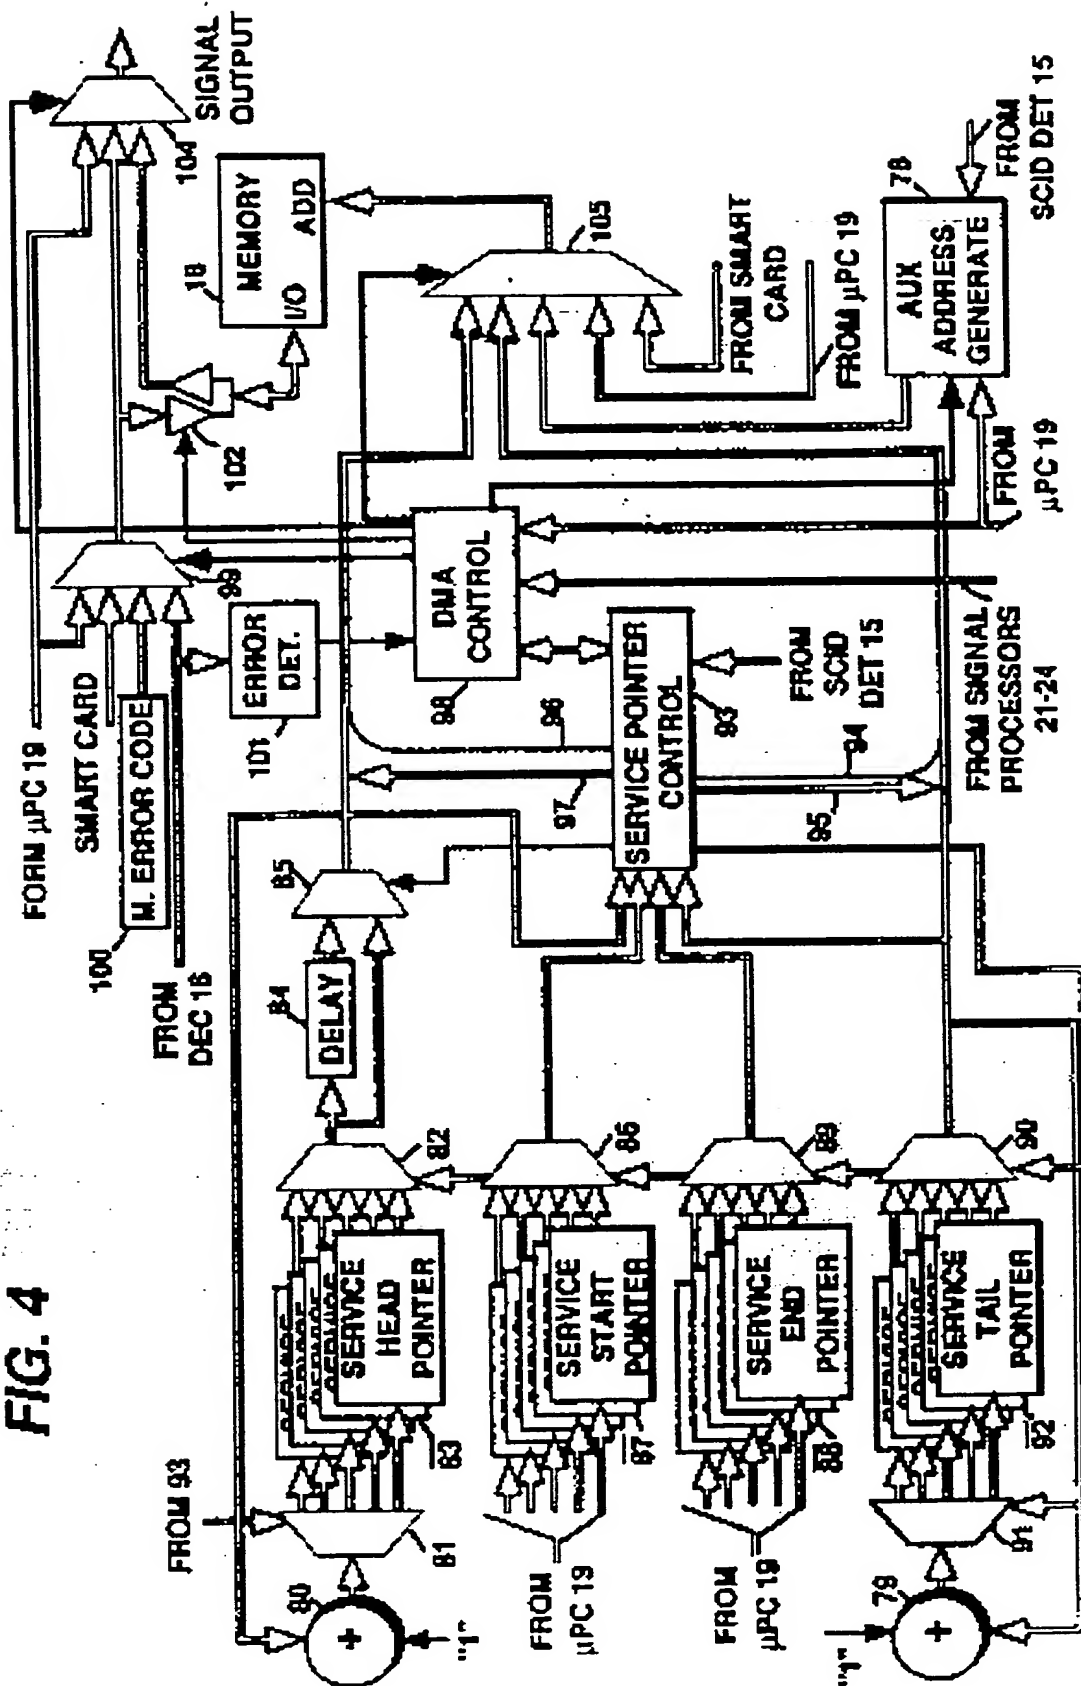 FIG. 4
FROM 93
80
+
"1"
81
SERVICE
HEAD
POINTER
83
82
84
DELAY
85
FROM
µPC 19
SERVICE
START
POINTER
87
86
FROM
µPC 19
SERVICE
END
POINTER
88
89
79
+
"1"
91
SERVICE
TAIL
POINTER
92
90
FORM µPC 19
SMART CARD
M. ERROR CODE
100
FROM
DEC 16
99
ERROR
DET.
101
102
104
SIGNAL
OUTPUT
18
MEMORY
I/O
ADD
105
DMA
CONTROL
98
SERVICE POINTER
CONTROL
93
96
97
94
95
FROM
SCID
DET 15
FROM SIGNAL
PROCESSORS
21-24
FROM SMART
CARD
FROM µPC 19
78
AUX
ADDRESS
GENERATE
FROM
SCID DET 15
FROM
µPC 19